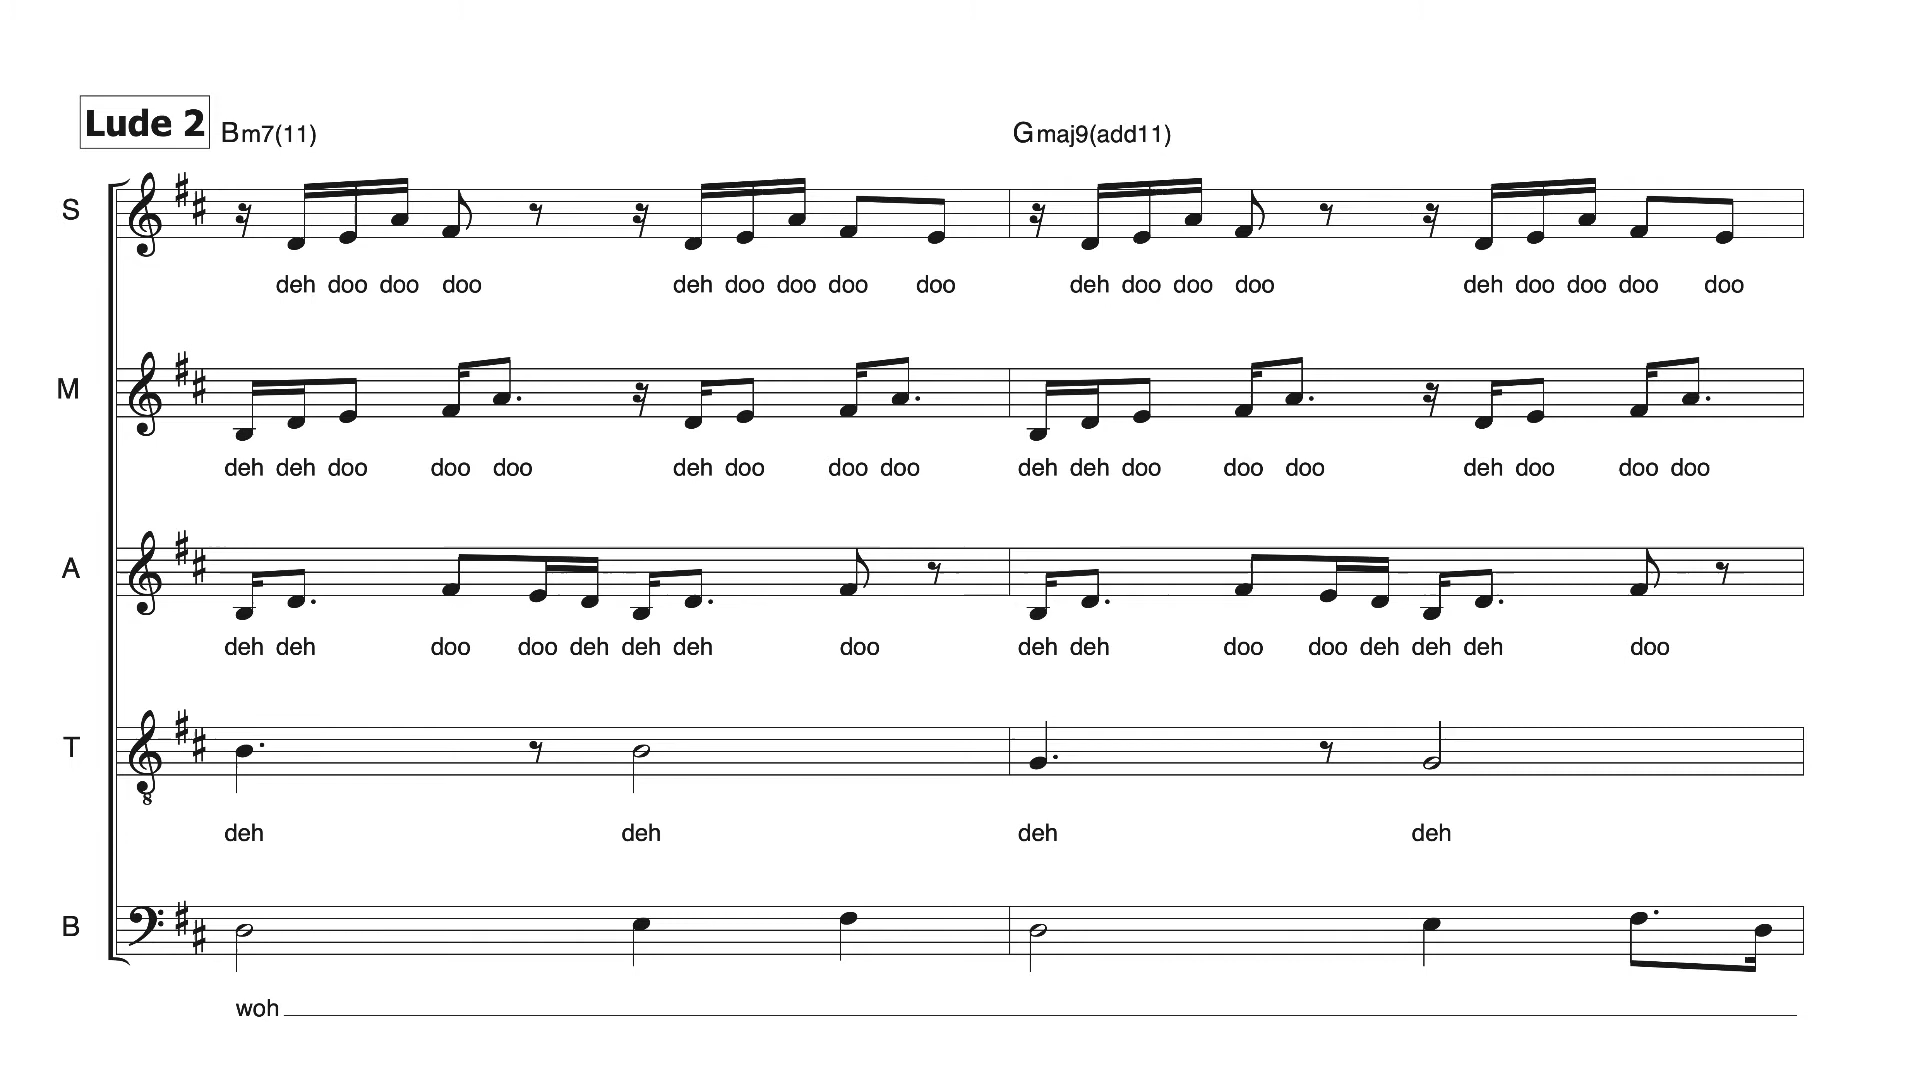 Lude 2 Bm7(11) Gmaj9(add11)
S
deh doo doo doo deh doo doo doo doo deh doo doo doo deh doo doo doo doo
M
deh deh doo doo doo deh doo doo doo deh deh doo doo doo deh doo doo doo
A
deh deh doo doo deh deh deh doo deh deh doo doo deh deh deh doo
T
8
deh deh deh deh
B
woh